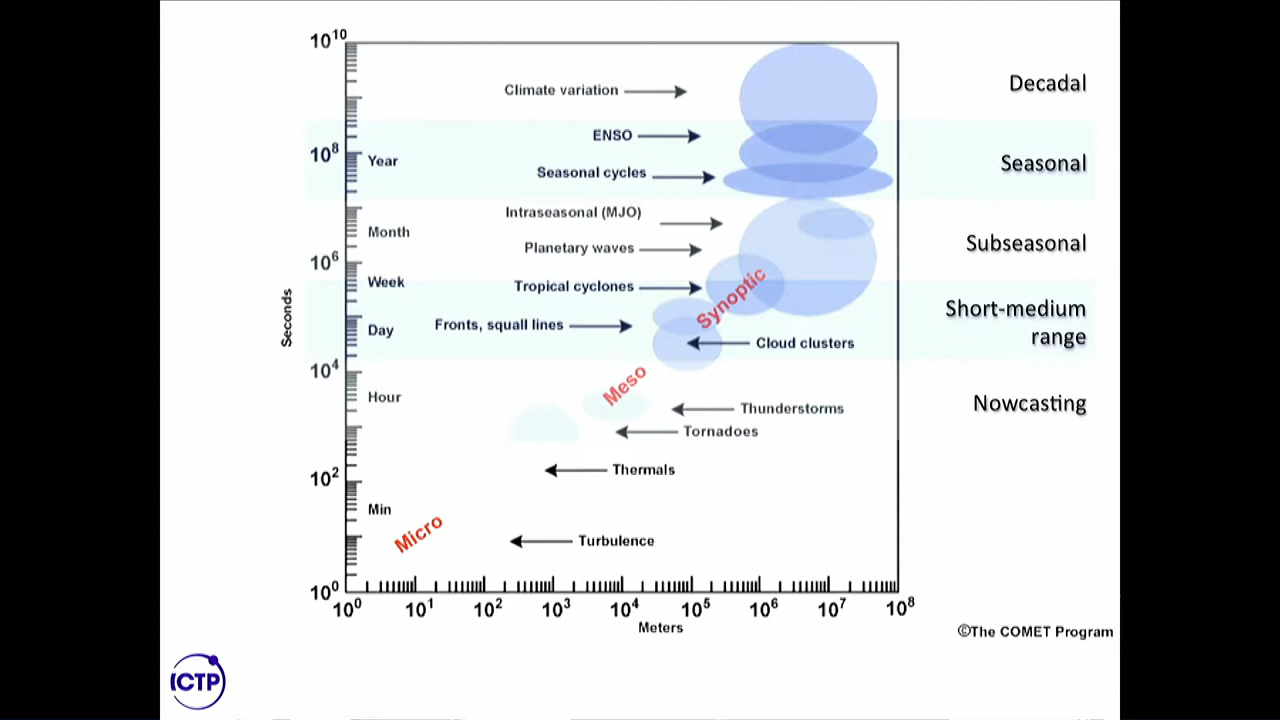 10^10
Climate variation
Decadal
ENSO
10^8
Year
Seasonal
Seasonal cycles
Intraseasonal (MJO)
Month
Subseasonal
Planetary waves
10^6
Week
Tropical cyclones
Synoptic
Short-medium
range
Seconds
Day
Fronts, squall lines
Cloud clusters
10^4
Meso
Hour
Nowcasting
Thunderstorms
Tornadoes
10^2
Thermals
Min
Micro
Turbulence
10^0
10^0 10^1 10^2 10^3 10^4 10^5 10^6 10^7 10^8
Meters
©The COMET Program
ICTP